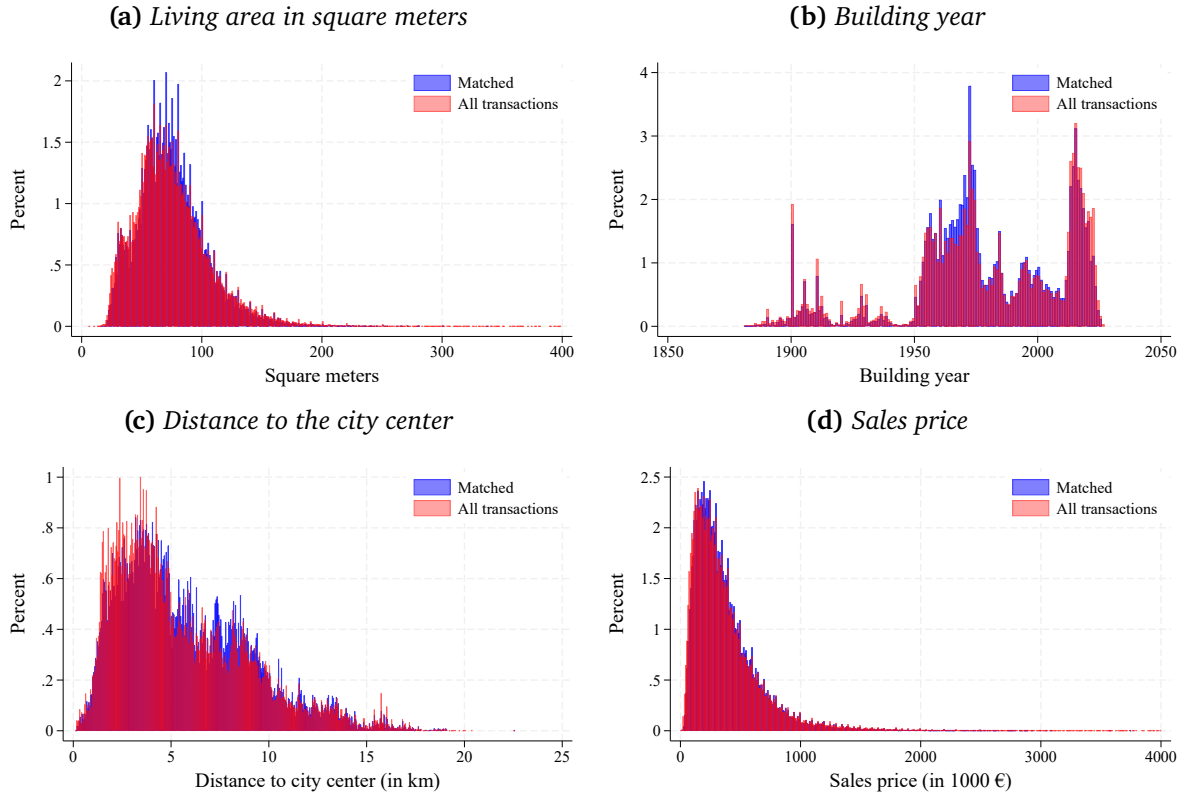 (a) Living area in square meters
Matched
All transactions
Percent
2
1.5
1
.5
0
0 100 200 300 400
Square meters
(b) Building year
Matched
All transactions
Percent
4
3
2
1
0
1850 1900 1950 2000 2050
Building year
(c) Distance to the city center
Matched
All transactions
Percent
1
.8
.6
.4
.2
0
0 5 10 15 20 25
Distance to city center (in km)
(d) Sales price
Matched
All transactions
Percent
2.5
2
1.5
1
.5
0
0 1000 2000 3000 4000
Sales price (in 1000 €)